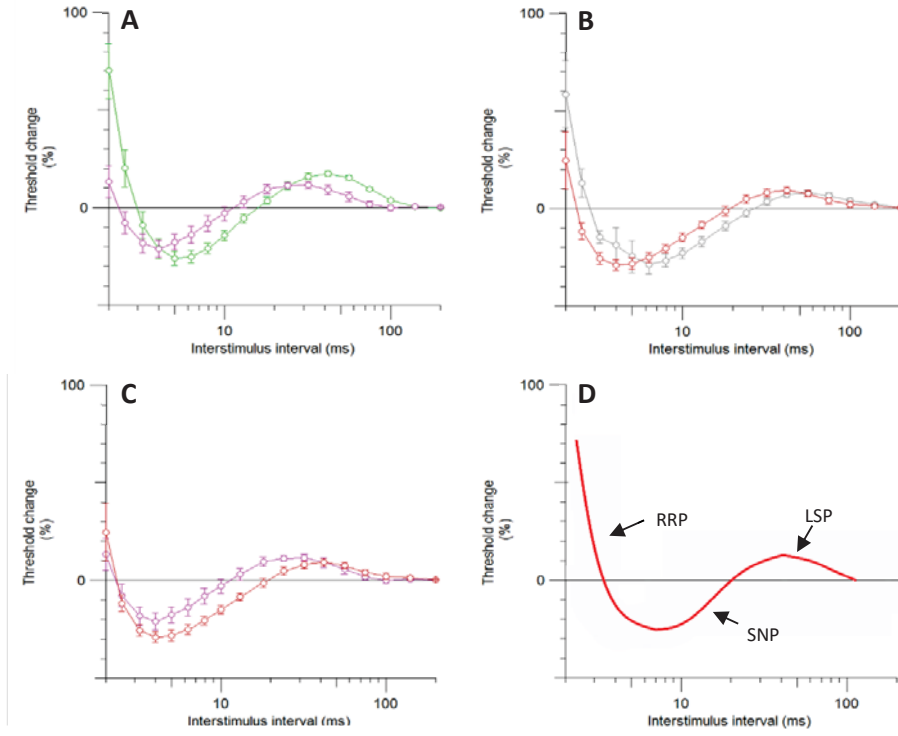 A
100
0
Threshold change
(%)
10
100
Interstimulus interval (ms)
B
100
0
Threshold change
(%)
10
100
Interstimulus interval (ms)
C
100
0
Threshold change
(%)
10
100
Interstimulus interval (ms)
D
100
0
Threshold change
(%)
RRP
LSP
SNP
10
100
Interstimulus interval (ms)